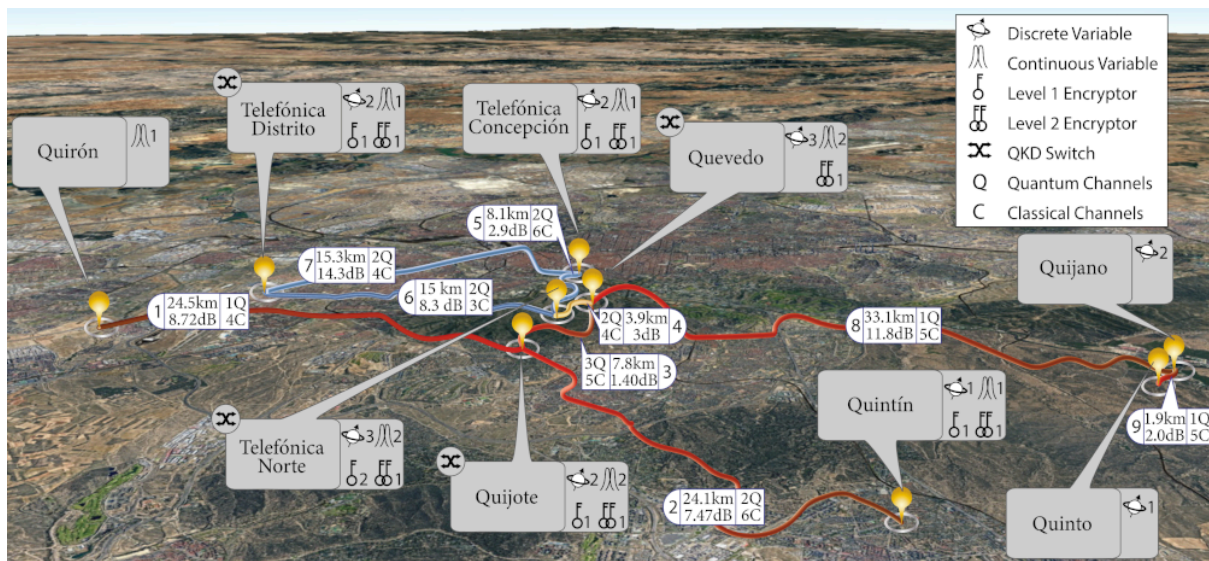 Discrete Variable
Continuous Variable
Level 1 Encryptor
Level 2 Encryptor
QKD Switch
Q Quantum Channels
C Classical Channels
Quirón
1
Telefónica
Distrito
2 1
1 1
Telefónica
Concepción
2 1
1 1
Quevedo
3 2
1
Quijano
2
5 8.1km 2Q
2.9dB 6C
7 15.3km 2Q
14.3dB 4C
6 15 km 2Q
8.3 dB 3C
1 24.5km 1Q
8.72dB 4C
2Q 3.9km 4
4C 3dB
8 33.1km 1Q
11.8dB 5C
3Q 7.8km 3
5C 1.40dB
9 1.9km 1Q
2.0dB 5C
Quintín
1 1
1 1
Telefónica
Norte
3 2
2 1
Quijote
2 2
1 1
2 24.1km 2Q
7.47dB 6C
Quinto
1